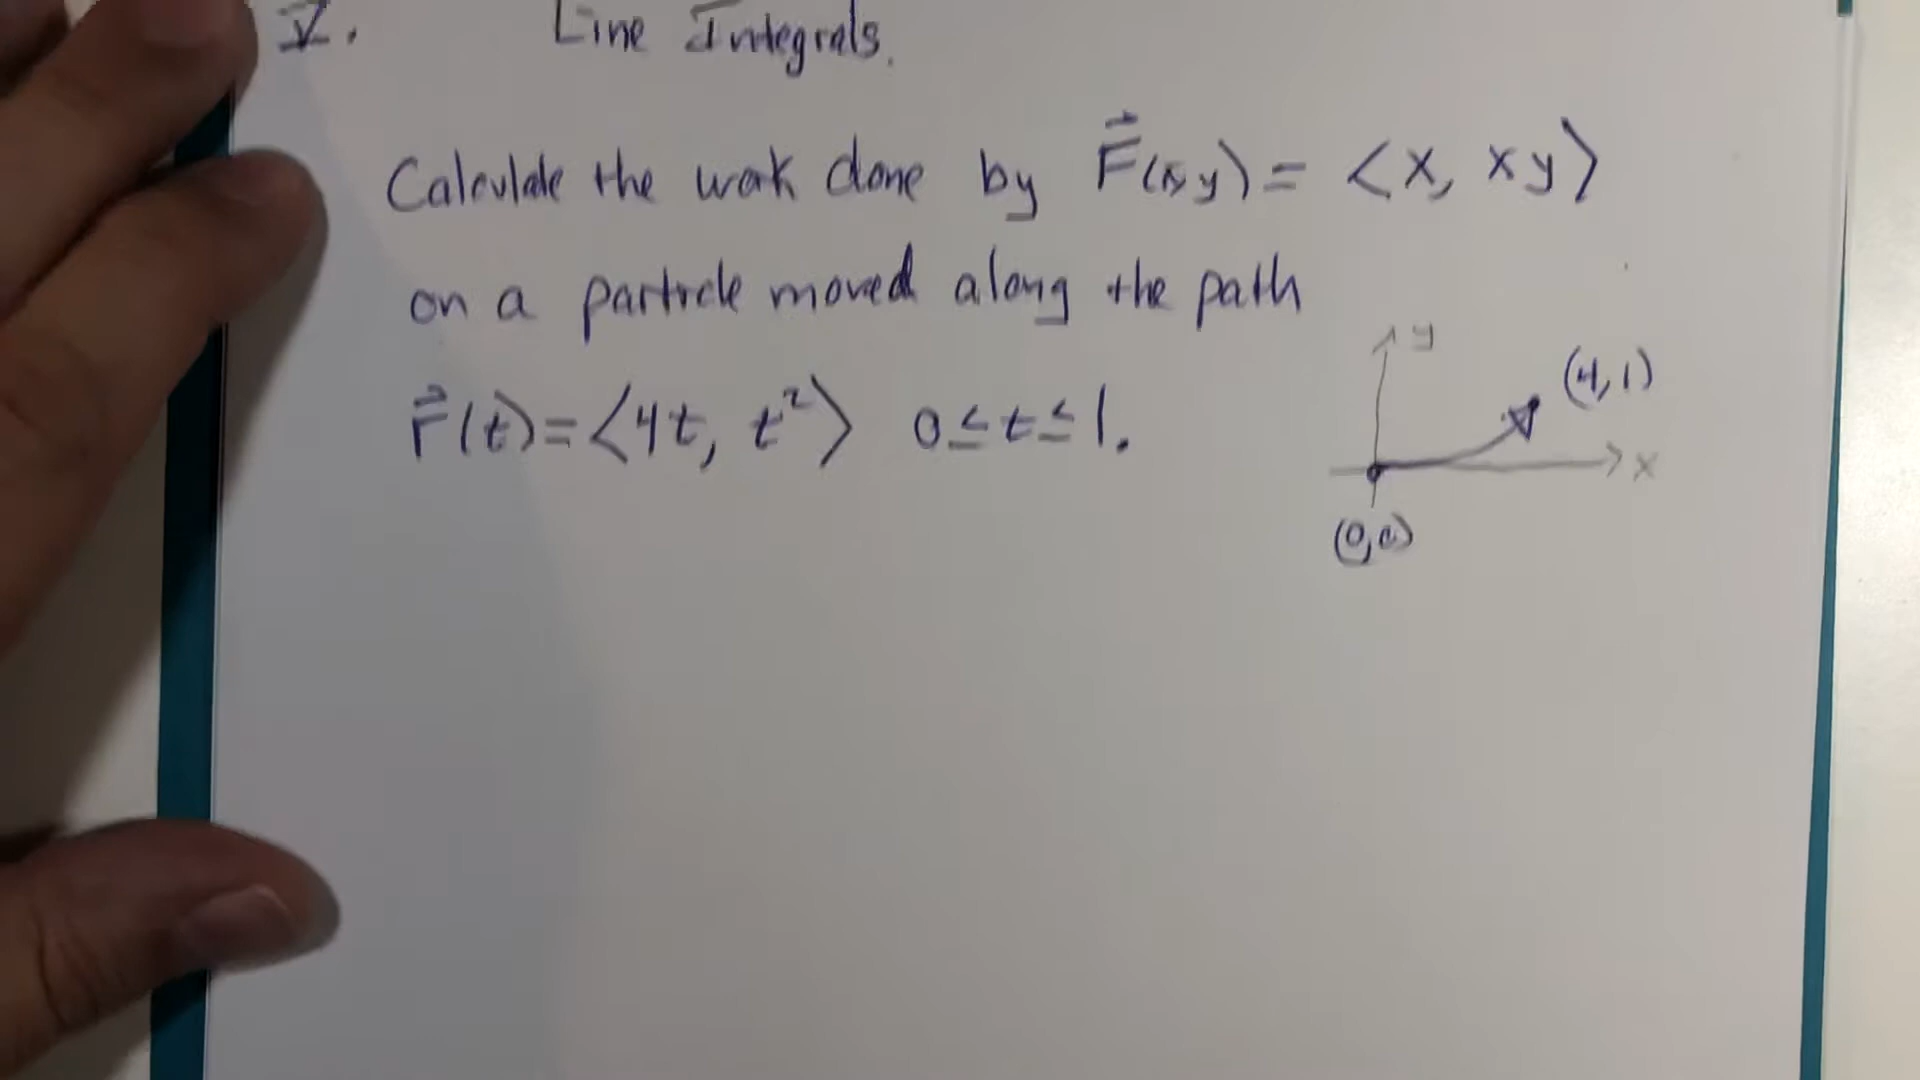 V. Line Integrals.
Calculate the work done by F⃗(x,y) = <x, xy>
on a particle moved along the path
r⃗(t) = <4t, t²> 0 ≤ t ≤ 1.
y
(4,1)
x
(0,0)